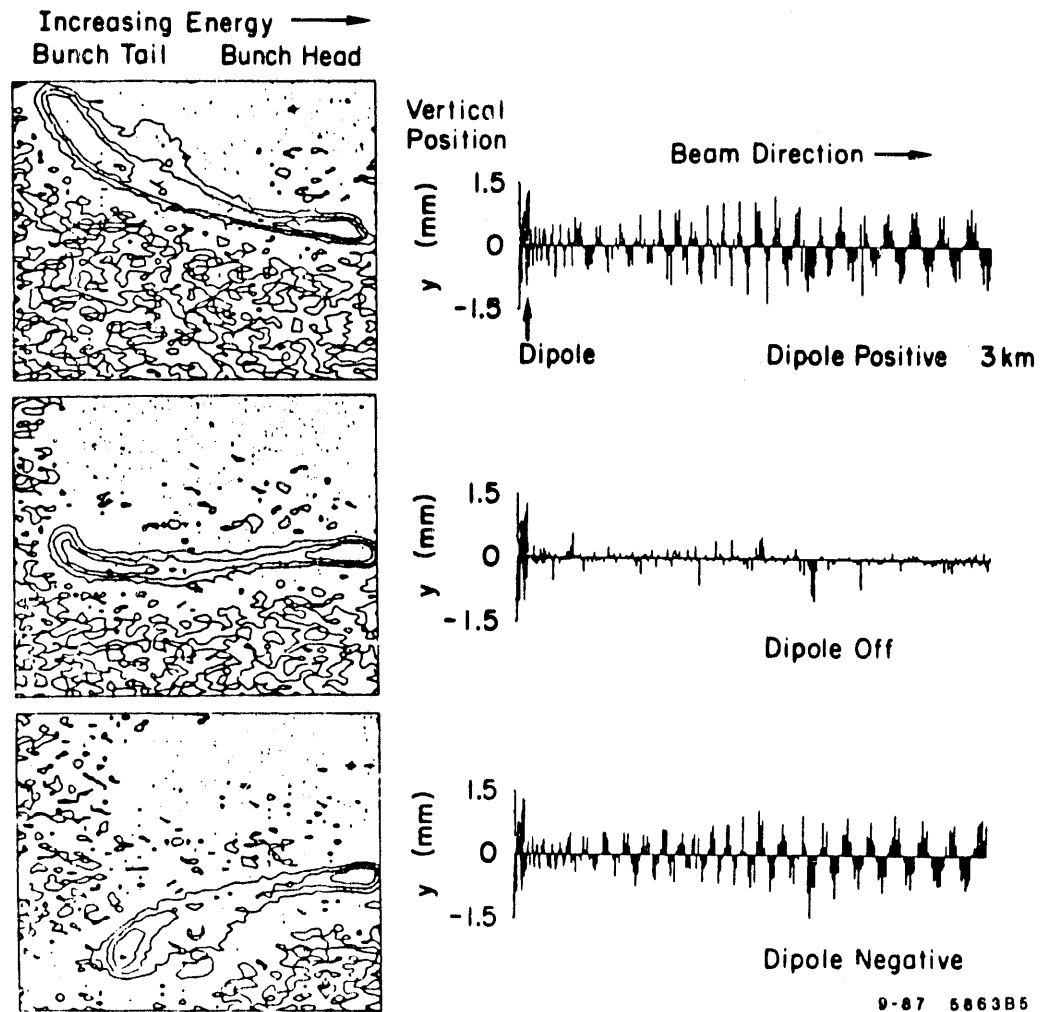 Increasing Energy
Bunch Tail Bunch Head
Vertical
Position
Beam Direction
1.5
y (mm)
0
-1.5
Dipole
Dipole Positive 3 km
1.5
y (mm)
0
-1.5
Dipole Off
1.5
y (mm)
0
-1.5
Dipole Negative
9-87 5863B5